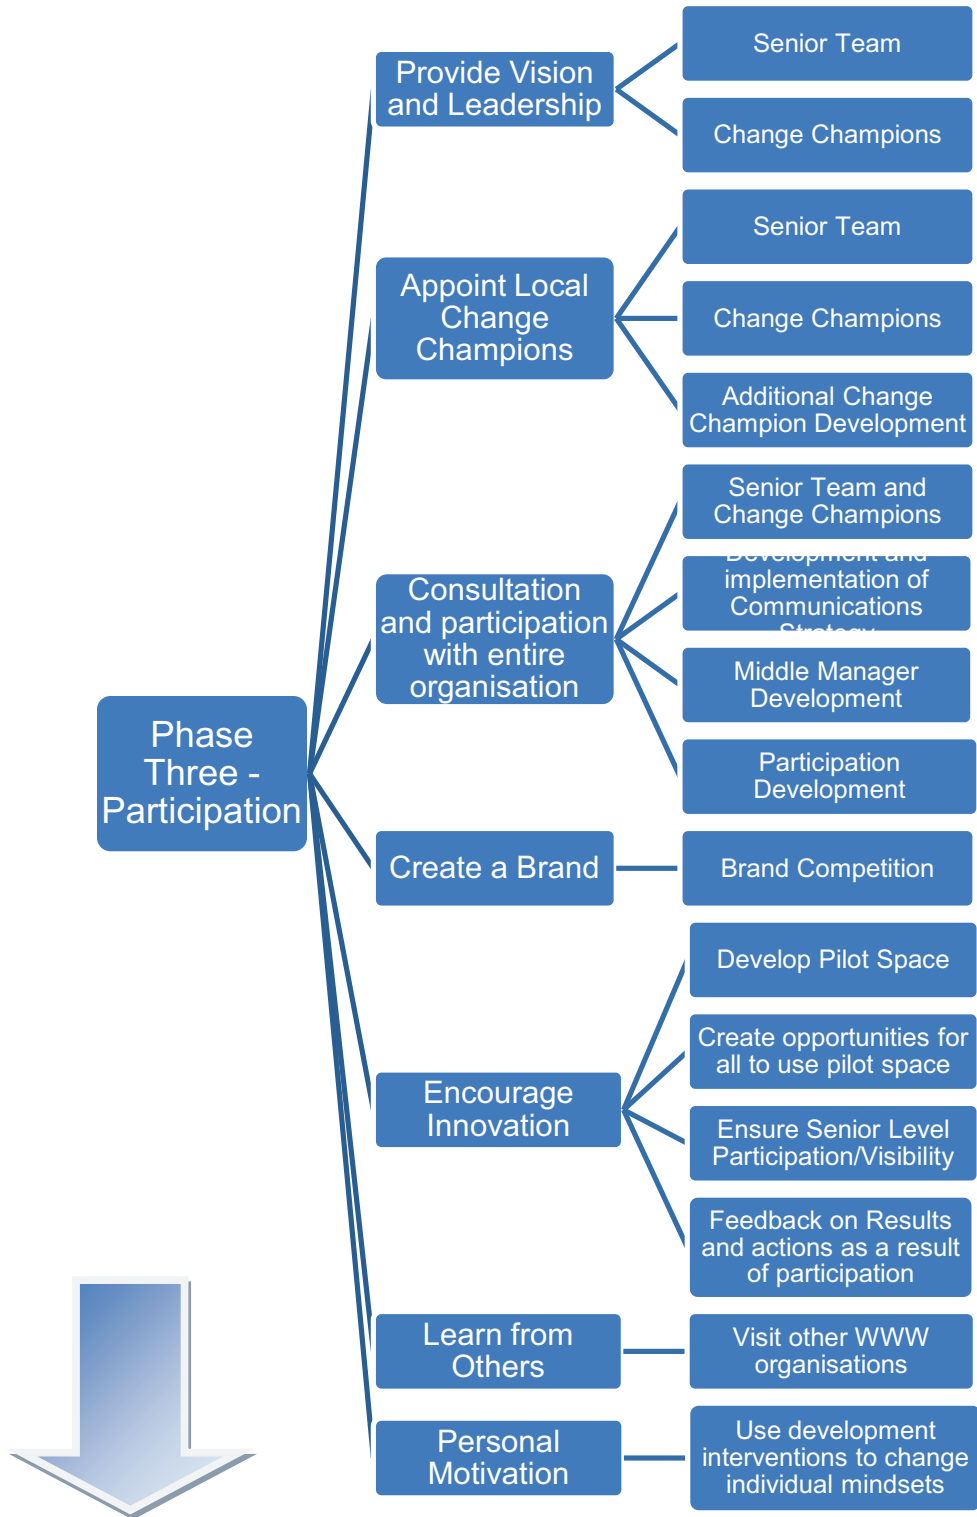 Phase
Three -
Participation
Provide Vision
and Leadership
Senior Team
Change Champions
Appoint Local
Change
Champions
Senior Team
Change Champions
Additional Change
Champion Development
Consultation
and participation
with entire
organisation
Senior Team and
Change Champions
Development and
implementation of
Communications
Strategy
Middle Manager
Development
Participation
Development
Create a Brand
Brand Competition
Encourage
Innovation
Develop Pilot Space
Create opportunities for
all to use pilot space
Ensure Senior Level
Participation/Visibility
Feedback on Results
and actions as a result
of participation
Learn from
Others
Visit other WWW
organisations
Personal
Motivation
Use development
interventions to change
individual mindsets